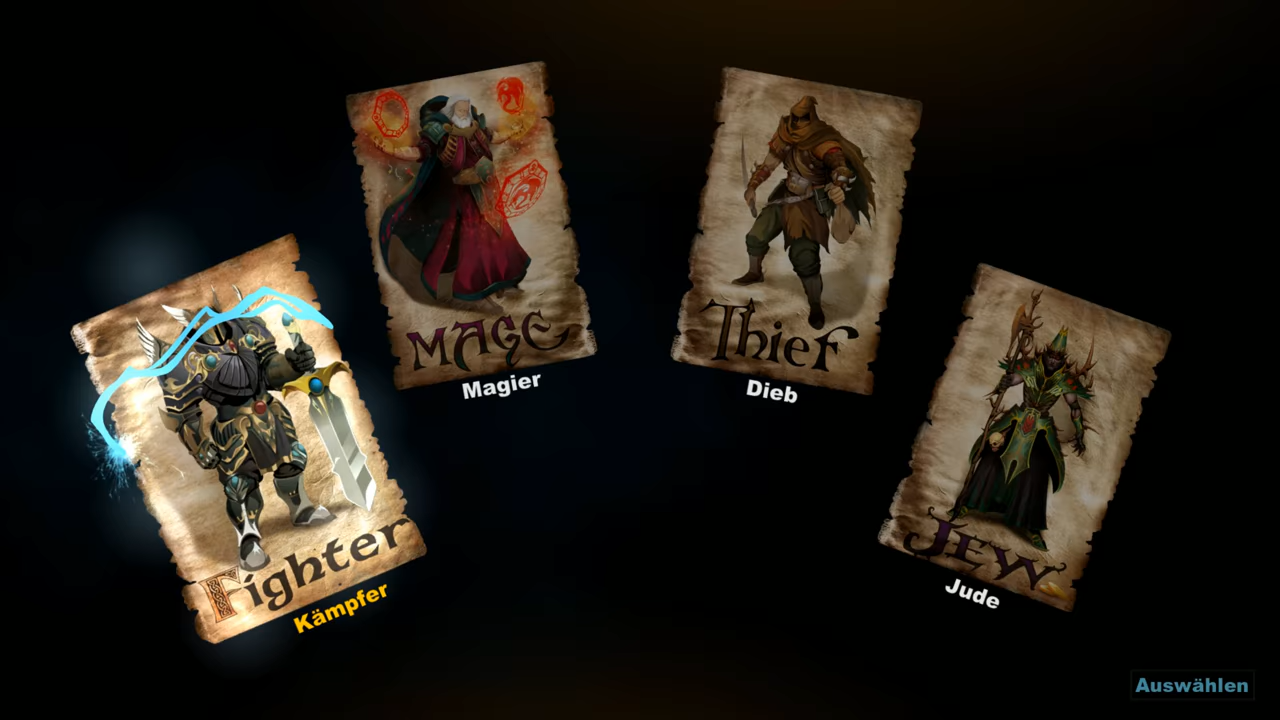 MAGE
Magier
Thief
Dieb
Fighter
Kämpfer
JEW
Jude
Auswählen